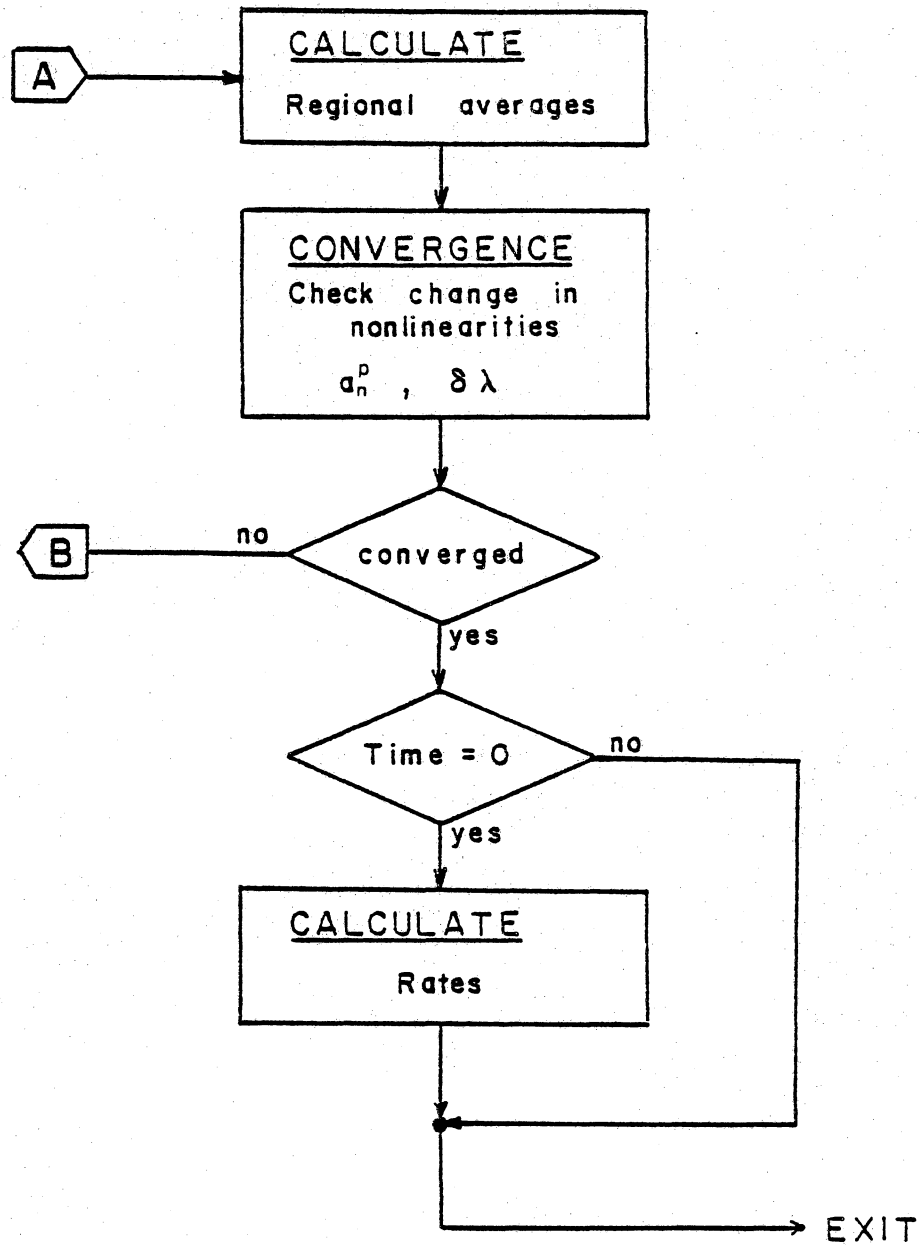 CALCULATE
A
Regional averages
CONVERGENCE
Check change in
nonlinearities
a_n^p , δλ
no
B
converged
yes
Time = 0
no
yes
CALCULATE
Rates
EXIT